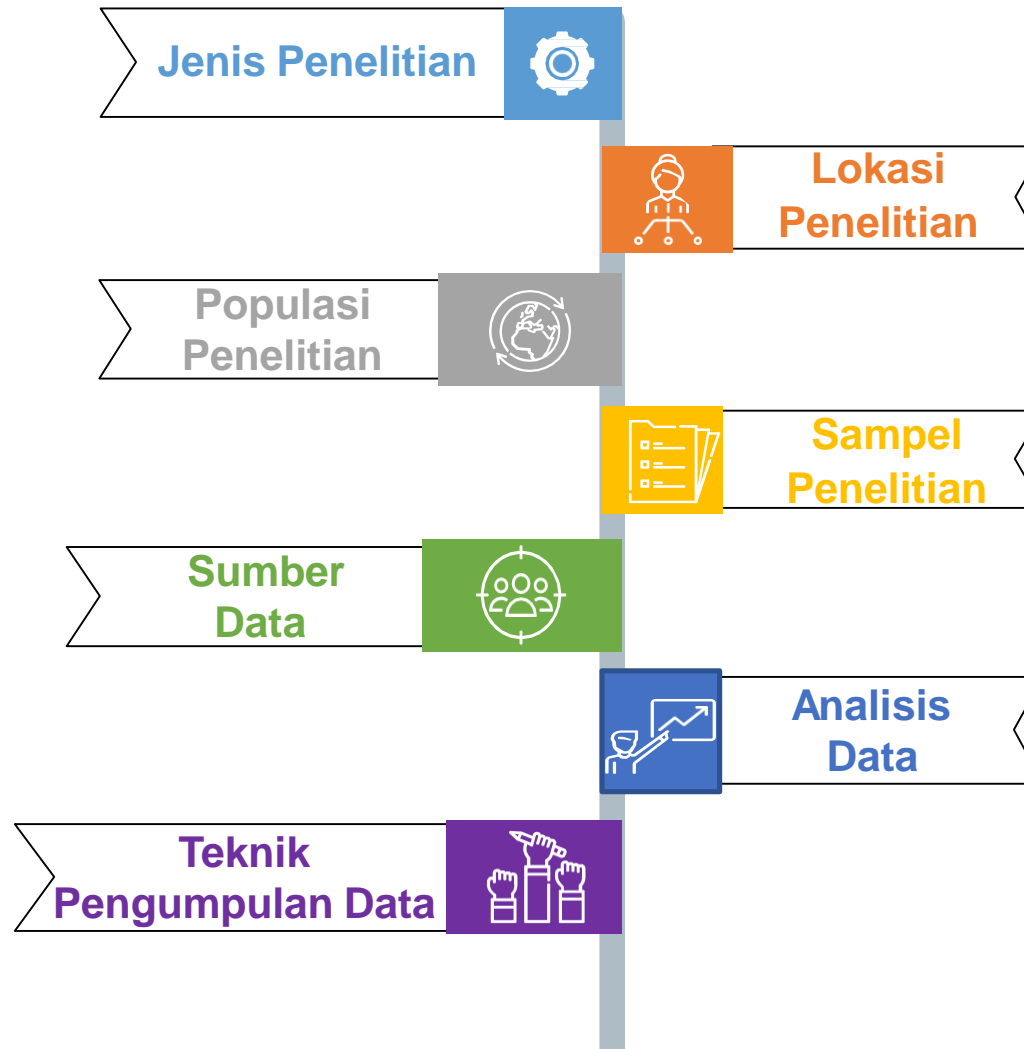 Jenis Penelitian
Lokasi
Penelitian
Populasi
Penelitian
Sampel
Penelitian
Sumber
Data
Analisis
Data
Teknik
Pengumpulan Data